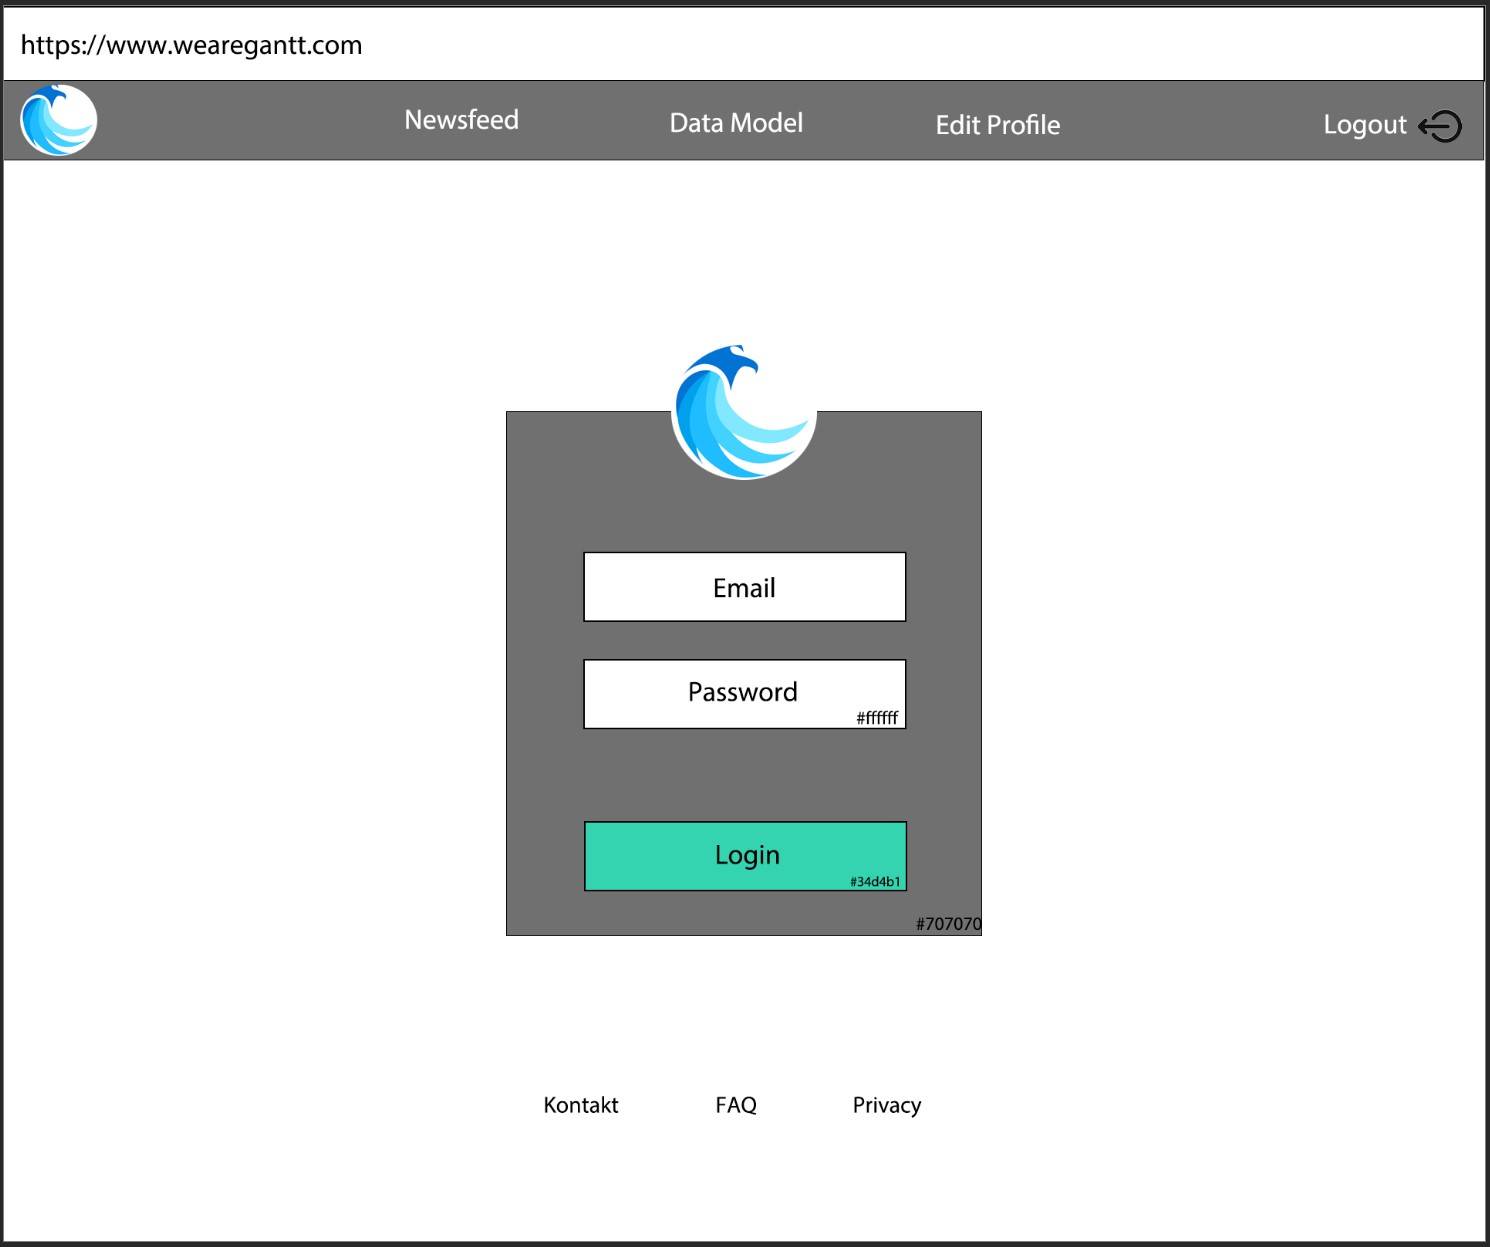 https://www.wearegantt.com
Newsfeed
Data Model
Edit Profile
Logout
Email
Password
#ffffff
Login
#34d4b1
#707070
Kontakt
FAQ
Privacy